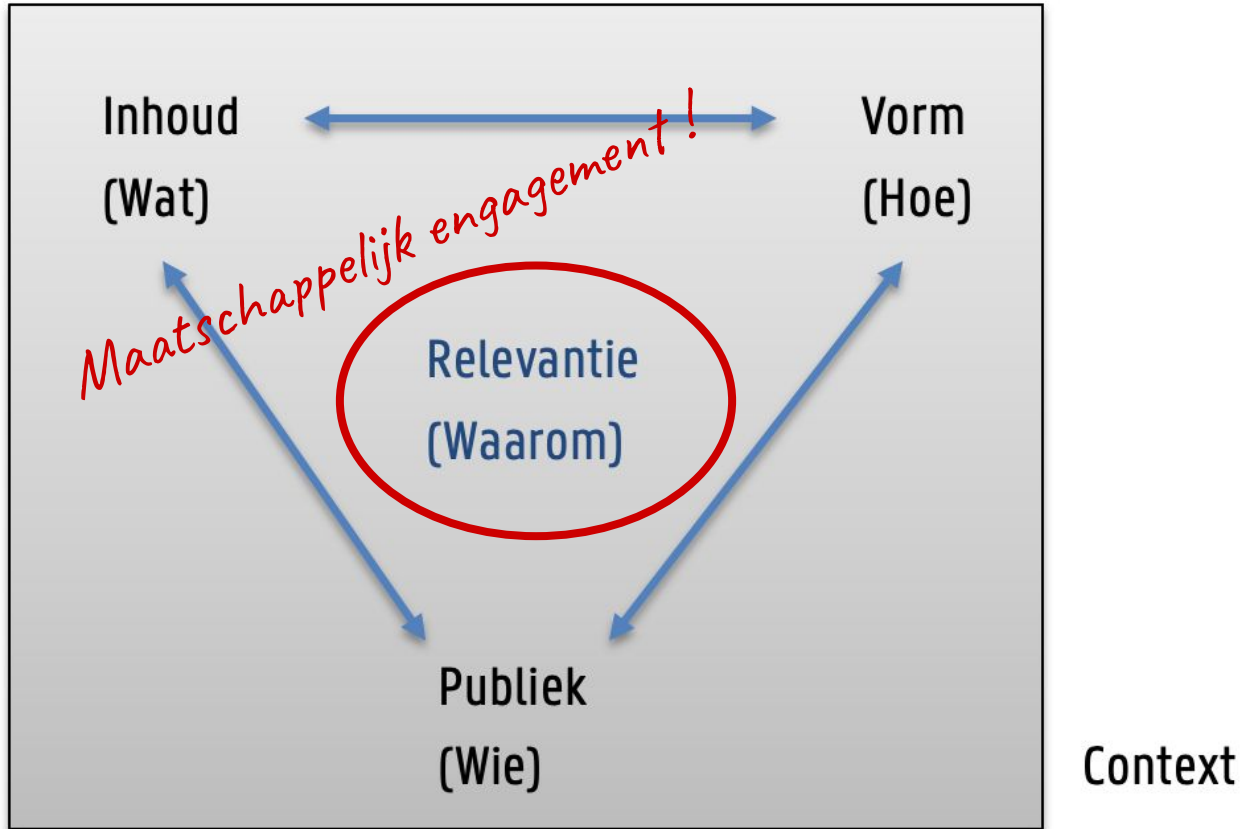 Inhoud
(Wat)
Vorm
(Hoe)
Maatschappelijk engagement !
Relevantie
(Waarom)
Publiek
(Wie)
Context